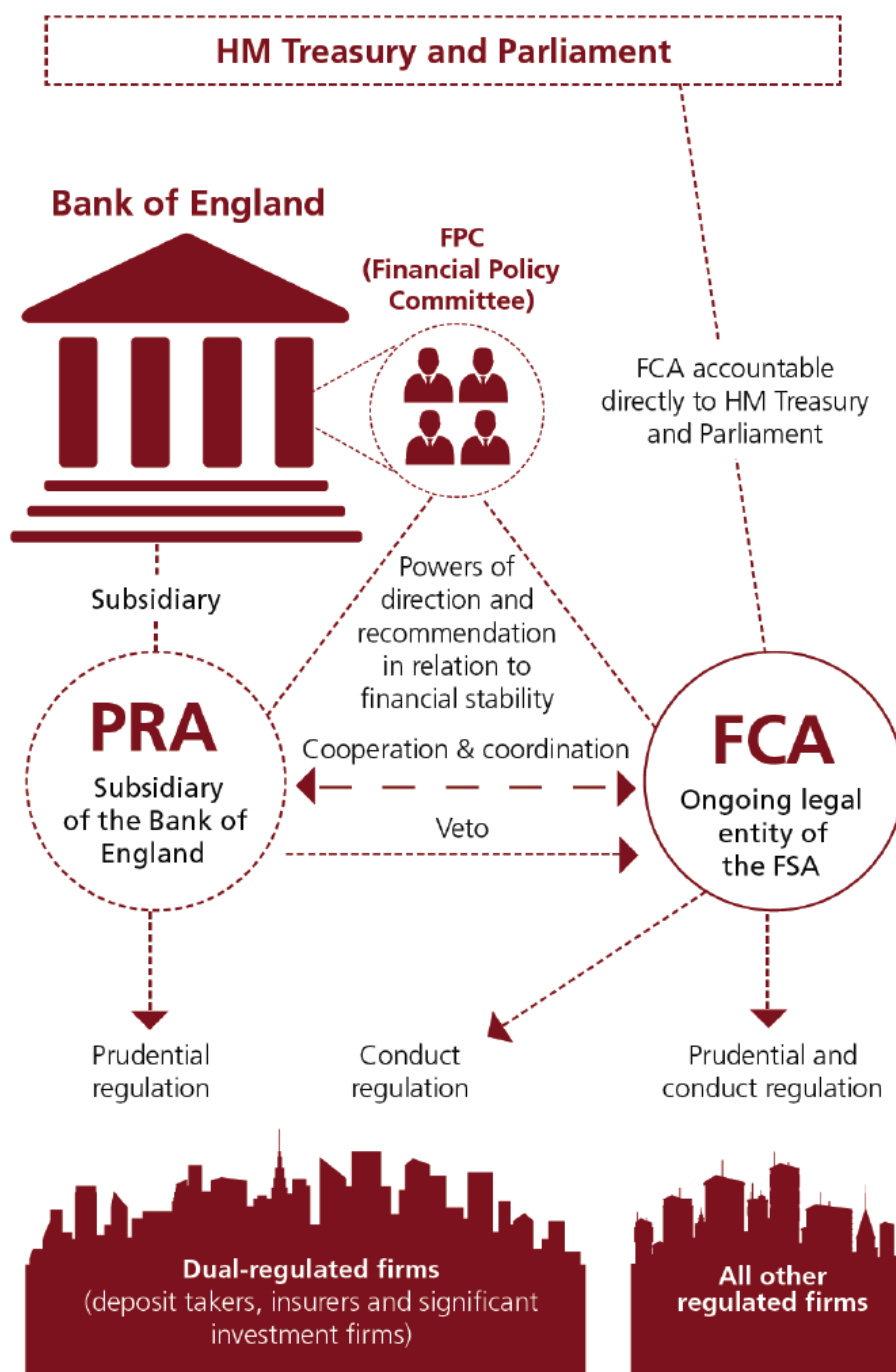 HM Treasury and Parliament
Bank of England
FPC
(Financial Policy
Committee)
FCA accountable
directly to HM Treasury
and Parliament
Subsidiary
Powers of
direction and
recommendation
in relation to
financial stability
PRA
Subsidiary
of the Bank of
England
Cooperation & coordination
Veto
FCA
Ongoing legal
entity of
the FSA
Prudential
regulation
Conduct
regulation
Prudential and
conduct regulation
Dual-regulated firms
(deposit takers, insurers and significant
investment firms)
All other
regulated firms